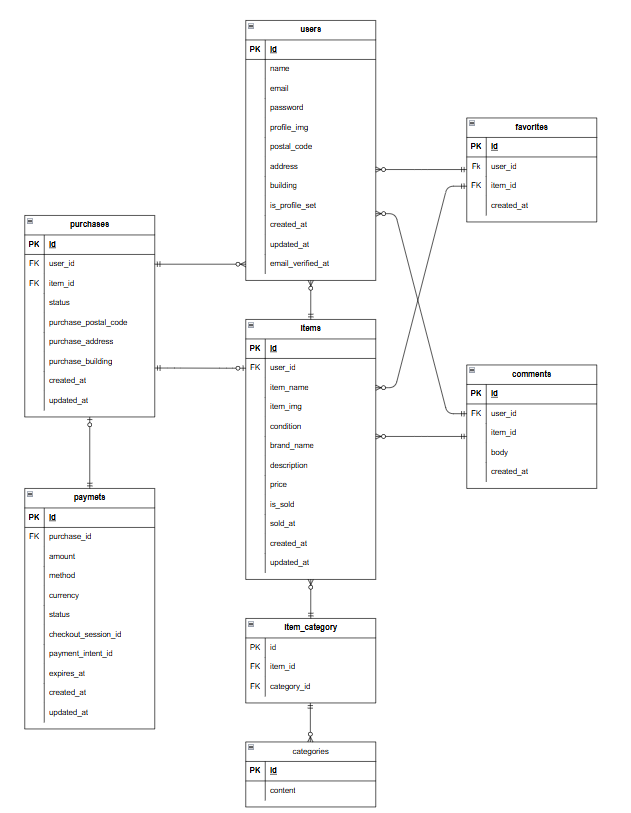 users
PK Id
name
email
password
profile_img
postal_code
address
building
is_profile_set
created_at
updated_at
email_verified_at
favorites
PK Id
Fk user_id
FK item_id
created_at
purchases
PK Id
FK user_id
FK item_id
status
purchase_postal_code
purchase_address
purchase_building
created_at
updated_at
items
PK Id
FK user_id
item_name
item_img
condition
brand_name
description
price
is_sold
sold_at
created_at
updated_at
comments
PK Id
FK user_id
item_id
body
created_at
paymets
PK Id
FK purchase_id
amount
method
currency
status
checkout_session_id
payment_intent_id
expires_at
created_at
updated_at
item_category
PK id
FK item_id
FK category_id
categories
PK Id
content